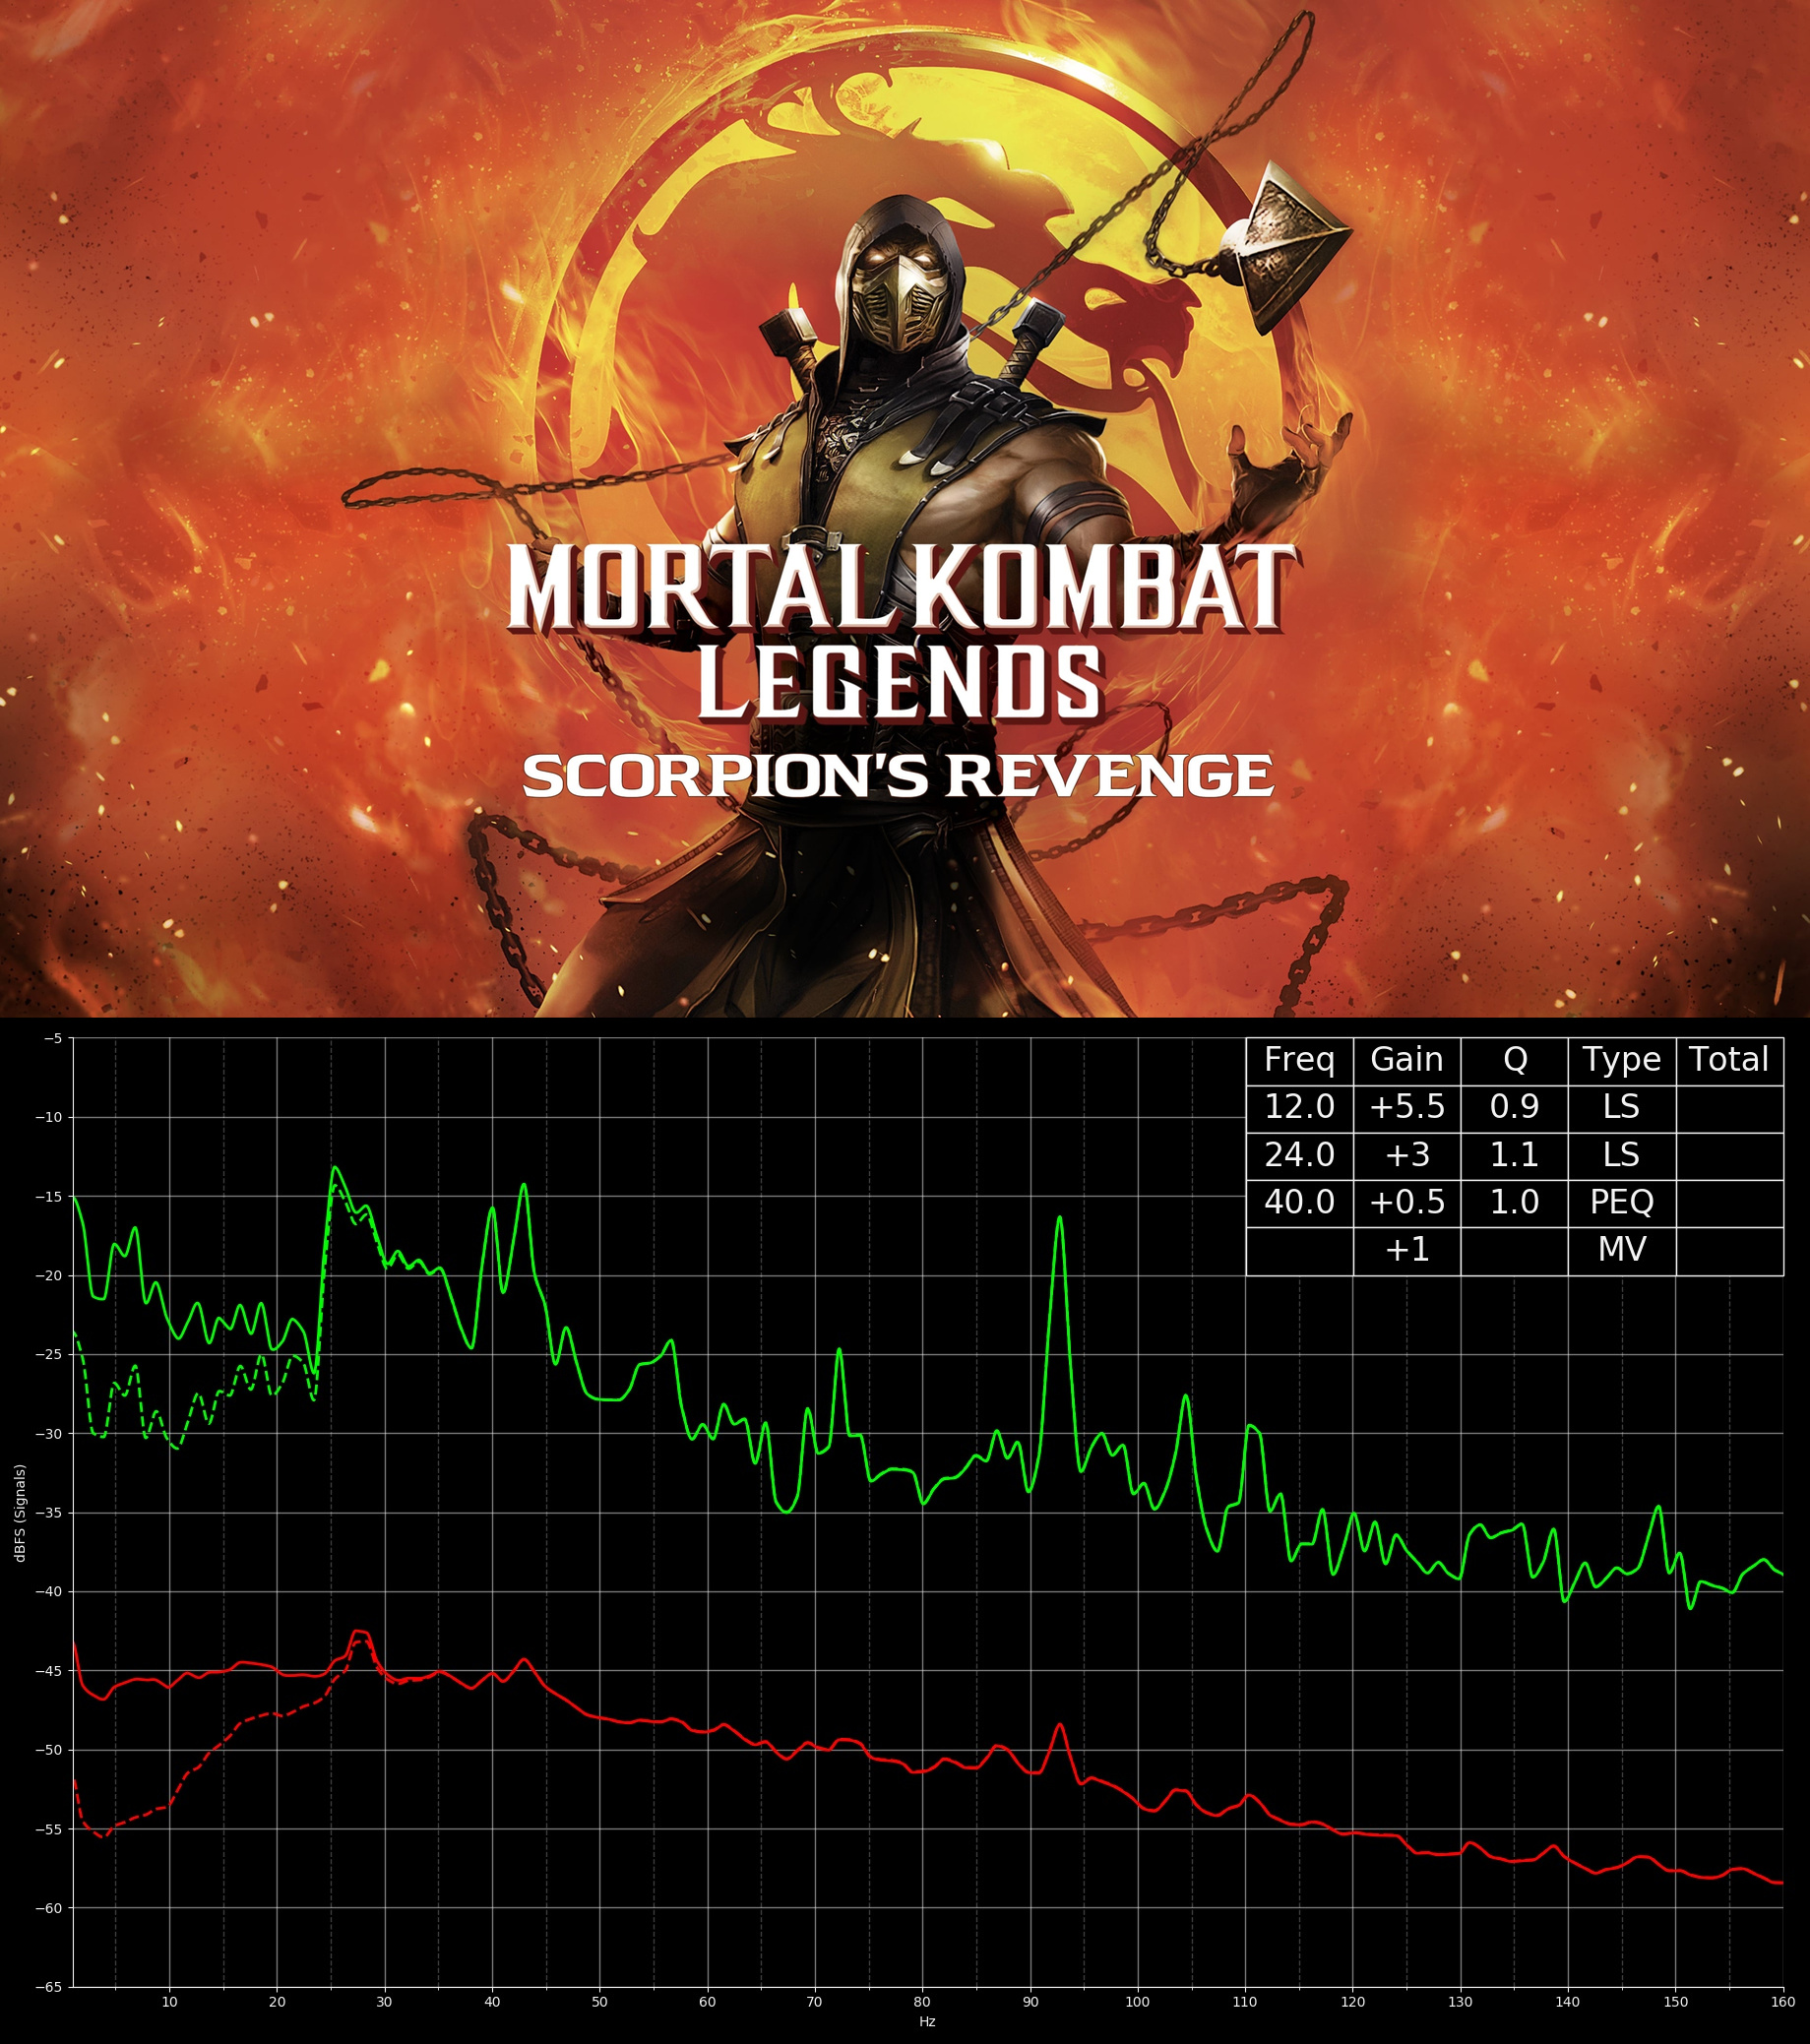 MORTAL KOMBAT
LEGENDS
SCORPION'S REVENGE
Freq Gain Q Type Total
12.0 +5.5 0.9 LS
24.0 +3 1.1 LS
40.0 +0.5 1.0 PEQ
+1 MV
−5
−10
−15
−20
−25
−30
−35
−40
−45
−50
−55
−60
−65
dBFS (Signals)
10 20 30 40 50 60 70 80 90 100 110 120 130 140 150 160
Hz